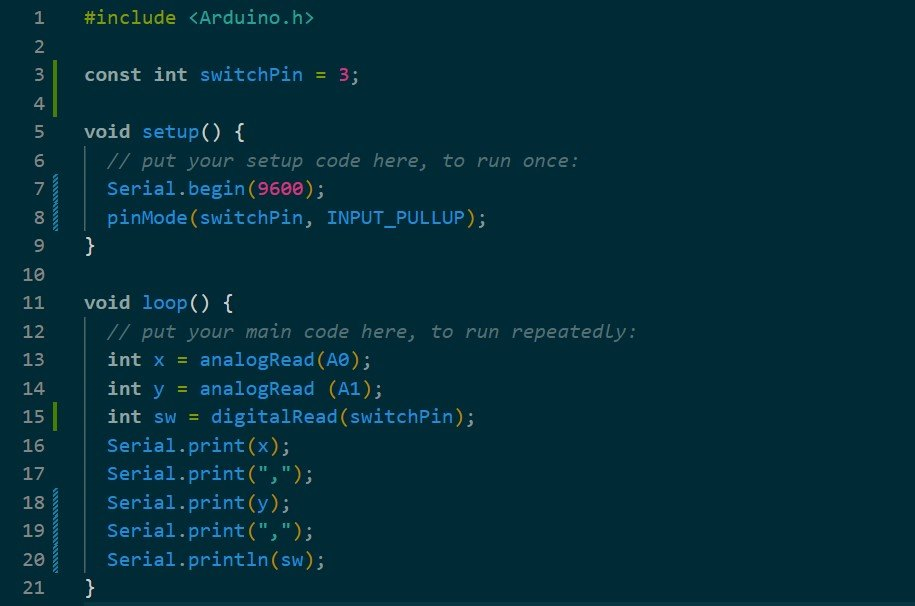 1 #include <Arduino.h>
2
3 const int switchPin = 3;
4
5 void setup() {
6 // put your setup code here, to run once:
7 Serial.begin(9600);
8 pinMode(switchPin, INPUT_PULLUP);
9 }
10
11 void loop() {
12 // put your main code here, to run repeatedly:
13 int x = analogRead(A0);
14 int y = analogRead (A1);
15 int sw = digitalRead(switchPin);
16 Serial.print(x);
17 Serial.print(",");
18 Serial.print(y);
19 Serial.print(",");
20 Serial.println(sw);
21 }